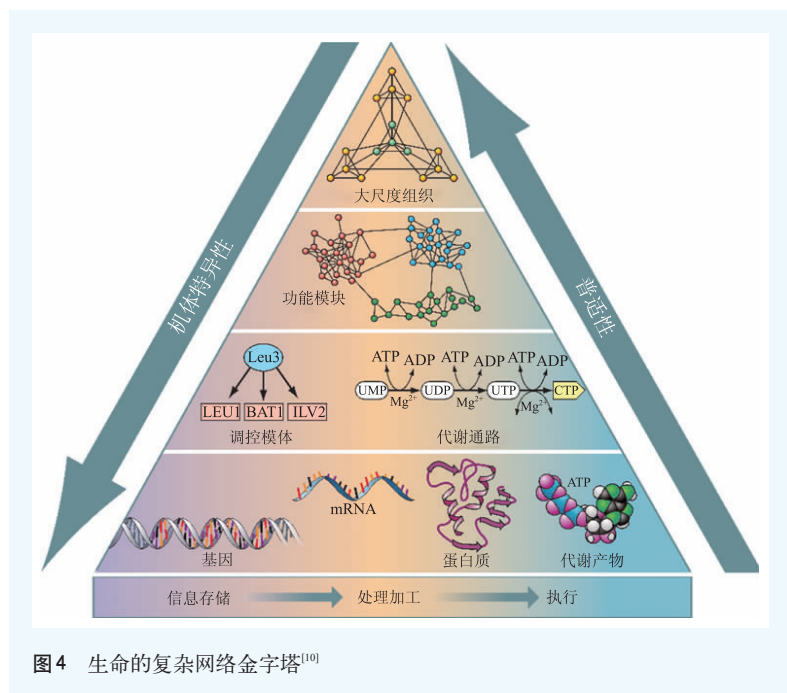 大尺度组织
机体特异性
普适性
功能模块
Leu3
LEU1 BAT1 ILV2
调控模体
ATP ADP ATP ADP ATP ADP
UMP UDP UTP CTP
Mg2+ Mg2+ Mg2+
代谢通路
mRNA
ATP
基因
蛋白质
代谢产物
信息存储 处理加工 执行
图4 生命的复杂网络金字塔[10]